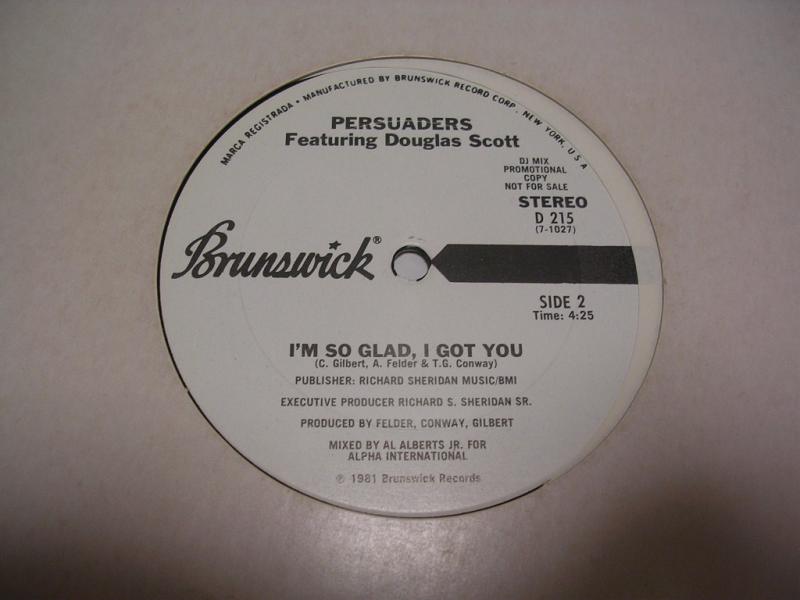 MARCA REGISTRADA • MANUFACTURED BY BRUNSWICK RECORD CORP. NEW YORK, U S A
PERSUADERS
Featuring Douglas Scott
DJ MIX
PROMOTIONAL
COPY
NOT FOR SALE
STEREO
D 215
(7-1027)
Brunswick®
SIDE 2
Time: 4:25
I'M SO GLAD, I GOT YOU
(C. Gilbert, A. Felder & T.G. Conway)
PUBLISHER: RICHARD SHERIDAN MUSIC/BMI
EXECUTIVE PRODUCER RICHARD S. SHERIDAN SR.
PRODUCED BY FELDER, CONWAY, GILBERT
MIXED BY AL ALBERTS JR. FOR
ALPHA INTERNATIONAL
℗ 1981 Brunswick Records